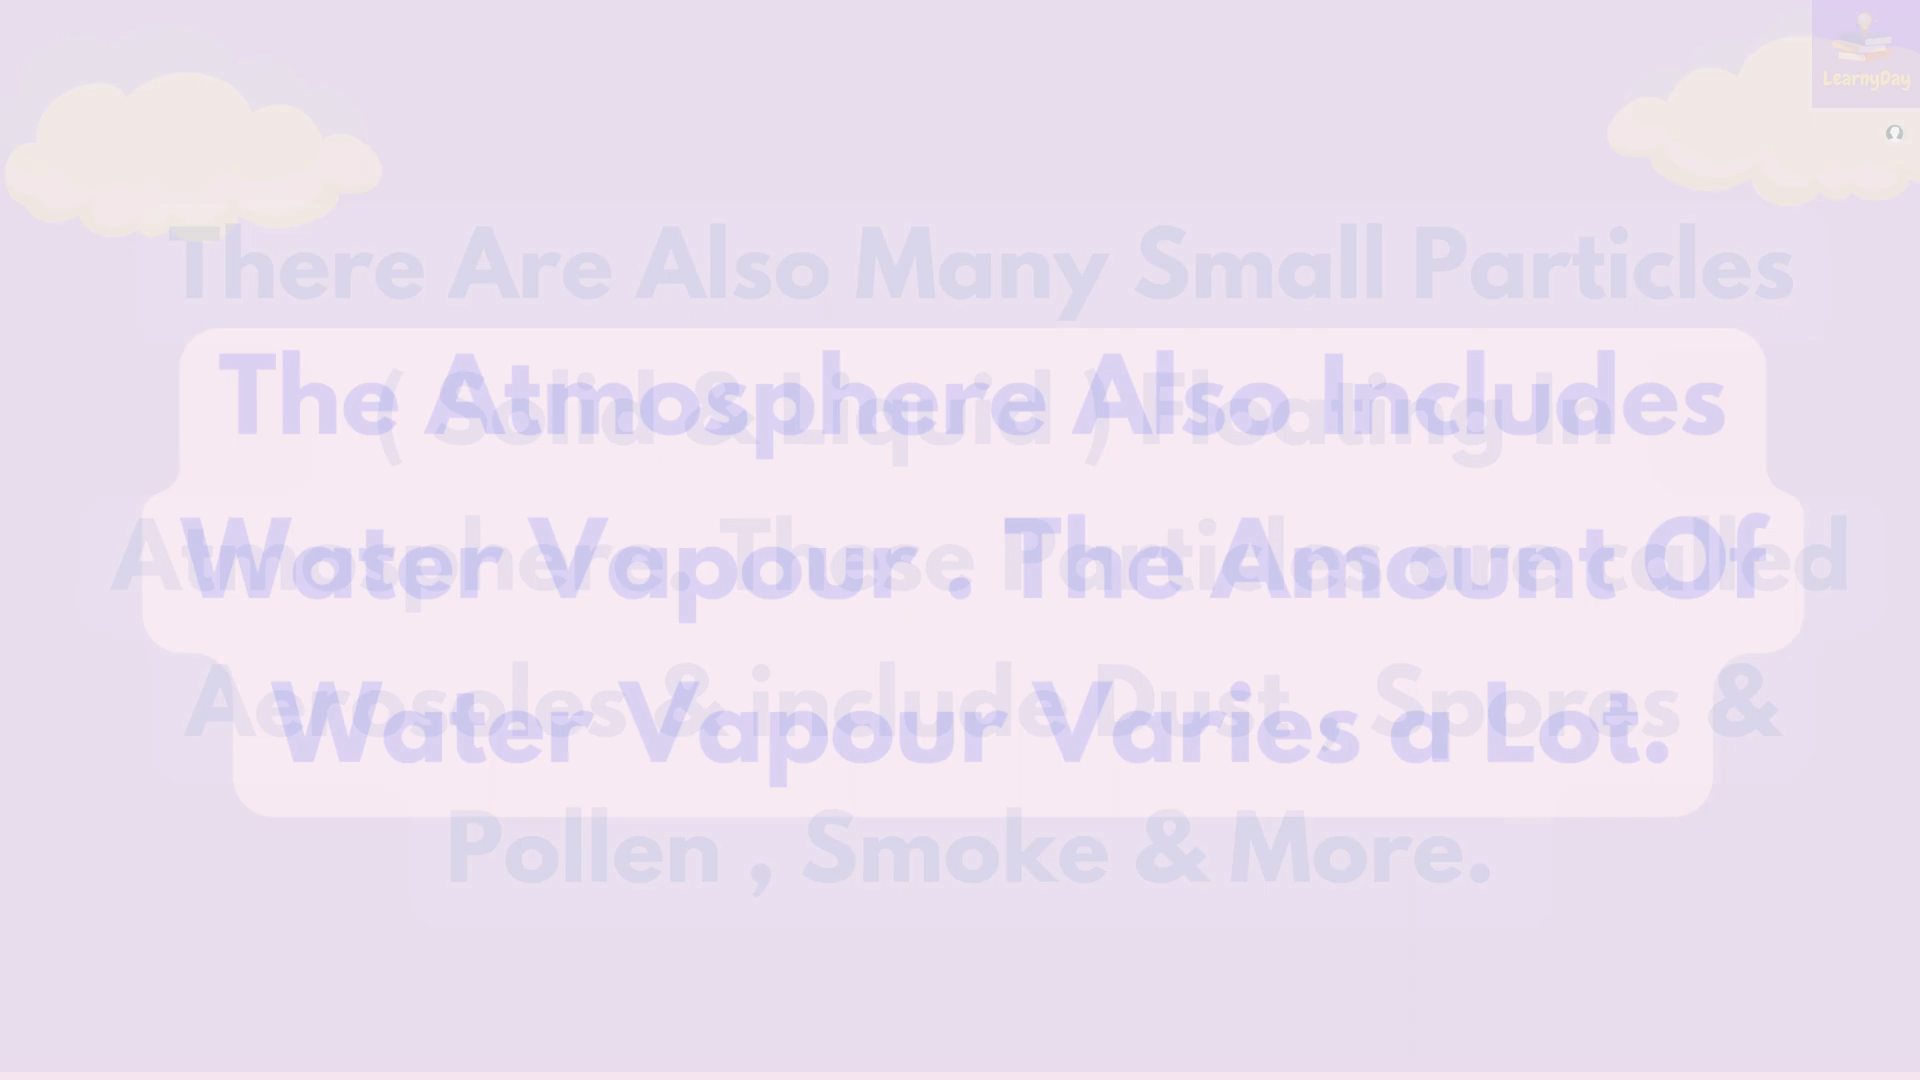 LearnyDay
The Atmosphere Also Includes
Water Vapour . The Amount Of
Water Vapour Varies a Lot.
There Are Also Many Small Particles
( Solid & Liquid ) Floating In
Atmosphere. These Particles are called
Aerosoles & include Dust , Spores &
Pollen , Smoke & More.